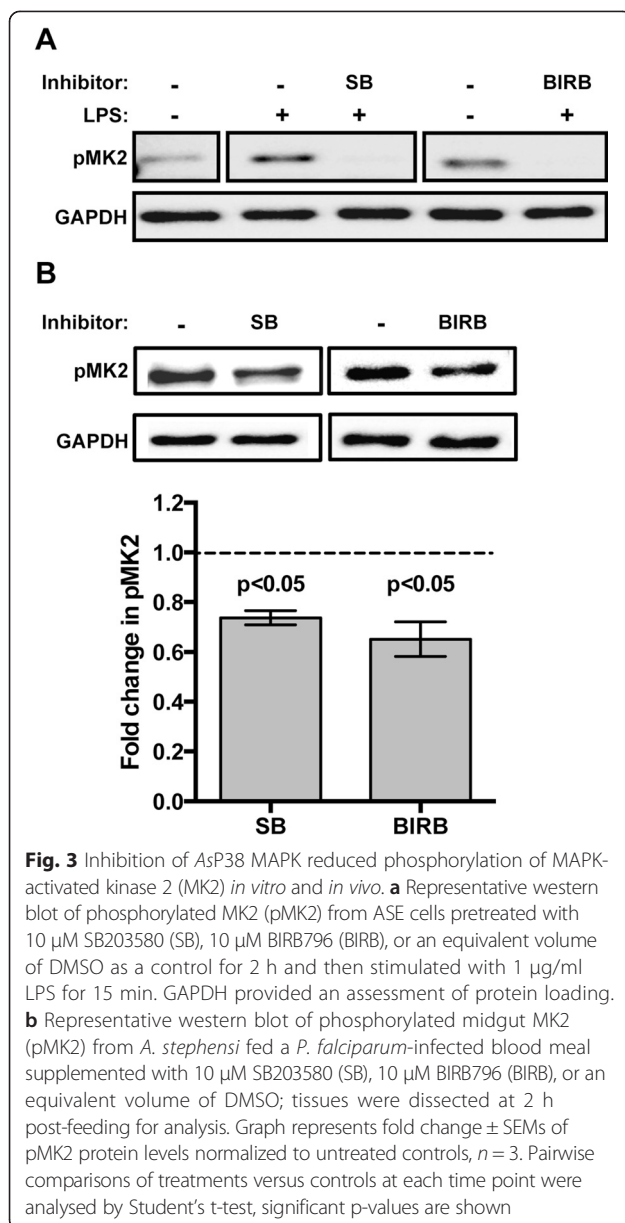 A
Inhibitor: - - SB - BIRB
LPS: - + + - +
pMK2
GAPDH
B
Inhibitor: - SB - BIRB
pMK2
GAPDH
Fold change in pMK2
1.2
1.0
0.8
0.6
0.4
0.2
0.0
p<0.05 p<0.05
SB BIRB
Fig. 3 Inhibition of AsP38 MAPK reduced phosphorylation of MAPK-
activated kinase 2 (MK2) in vitro and in vivo. a Representative western
blot of phosphorylated MK2 (pMK2) from ASE cells pretreated with
10 μM SB203580 (SB), 10 μM BIRB796 (BIRB), or an equivalent volume
of DMSO as a control for 2 h and then stimulated with 1 μg/ml
LPS for 15 min. GAPDH provided an assessment of protein loading.
b Representative western blot of phosphorylated midgut MK2
(pMK2) from A. stephensi fed a P. falciparum-infected blood meal
supplemented with 10 μM SB203580 (SB), 10 μM BIRB796 (BIRB), or an
equivalent volume of DMSO; tissues were dissected at 2 h
post-feeding for analysis. Graph represents fold change ± SEMs of
pMK2 protein levels normalized to untreated controls, n = 3. Pairwise
comparisons of treatments versus controls at each time point were
analysed by Student's t-test, significant p-values are shown